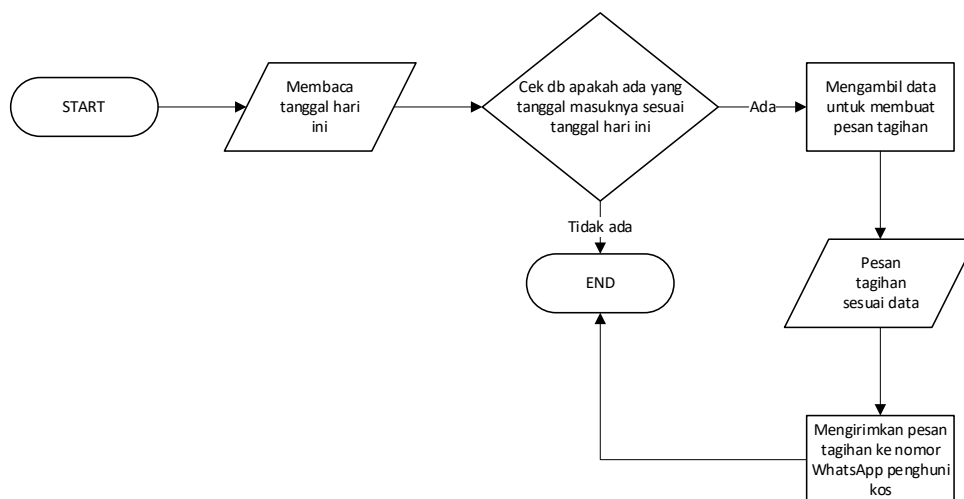 START
Membaca
tanggal hari
ini
Cek db apakah ada yang
tanggal masuknya sesuai
tanggal hari ini
Ada
Mengambil data
untuk membuat
pesan tagihan
Tidak ada
END
Pesan
tagihan
sesuai data
Mengirimkan pesan
tagihan ke nomor
WhatsApp penghuni
kos